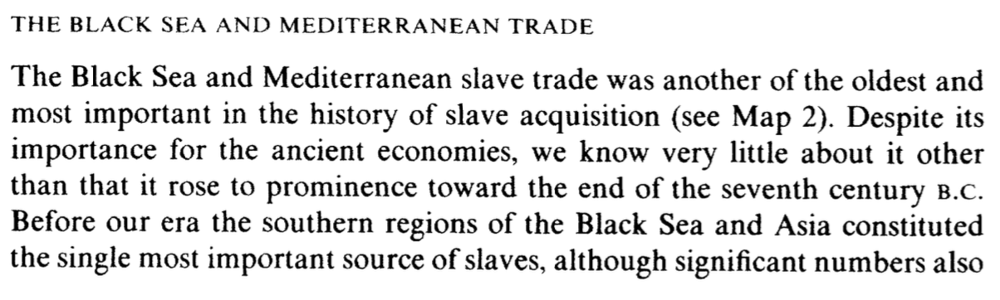 THE BLACK SEA AND MEDITERRANEAN TRADE
The Black Sea and Mediterranean slave trade was another of the oldest and
most important in the history of slave acquisition (see Map 2). Despite its
importance for the ancient economies, we know very little about it other
than that it rose to prominence toward the end of the seventh century B.C.
Before our era the southern regions of the Black Sea and Asia constituted
the single most important source of slaves, although significant numbers also